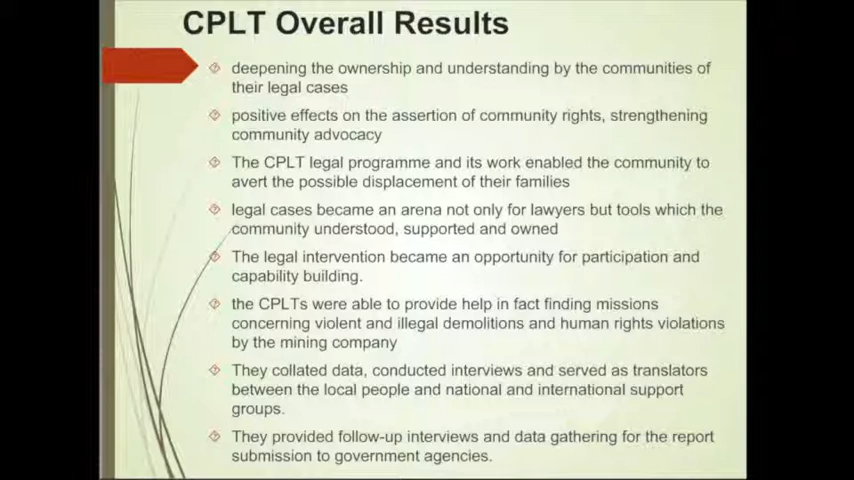 CPLT Overall Results
deepening the ownership and understanding by the communities of
their legal cases
positive effects on the assertion of community rights, strengthening
community advocacy
The CPLT legal programme and its work enabled the community to
avert the possible displacement of their families
legal cases became an arena not only for lawyers but tools which the
community understood, supported and owned
The legal intervention became an opportunity for participation and
capability building.
the CPLTs were able to provide help in fact finding missions
concerning violent and illegal demolitions and human rights violations
by the mining company
They collated data, conducted interviews and served as translators
between the local people and national and international support
groups.
They provided follow-up interviews and data gathering for the report
submission to government agencies.